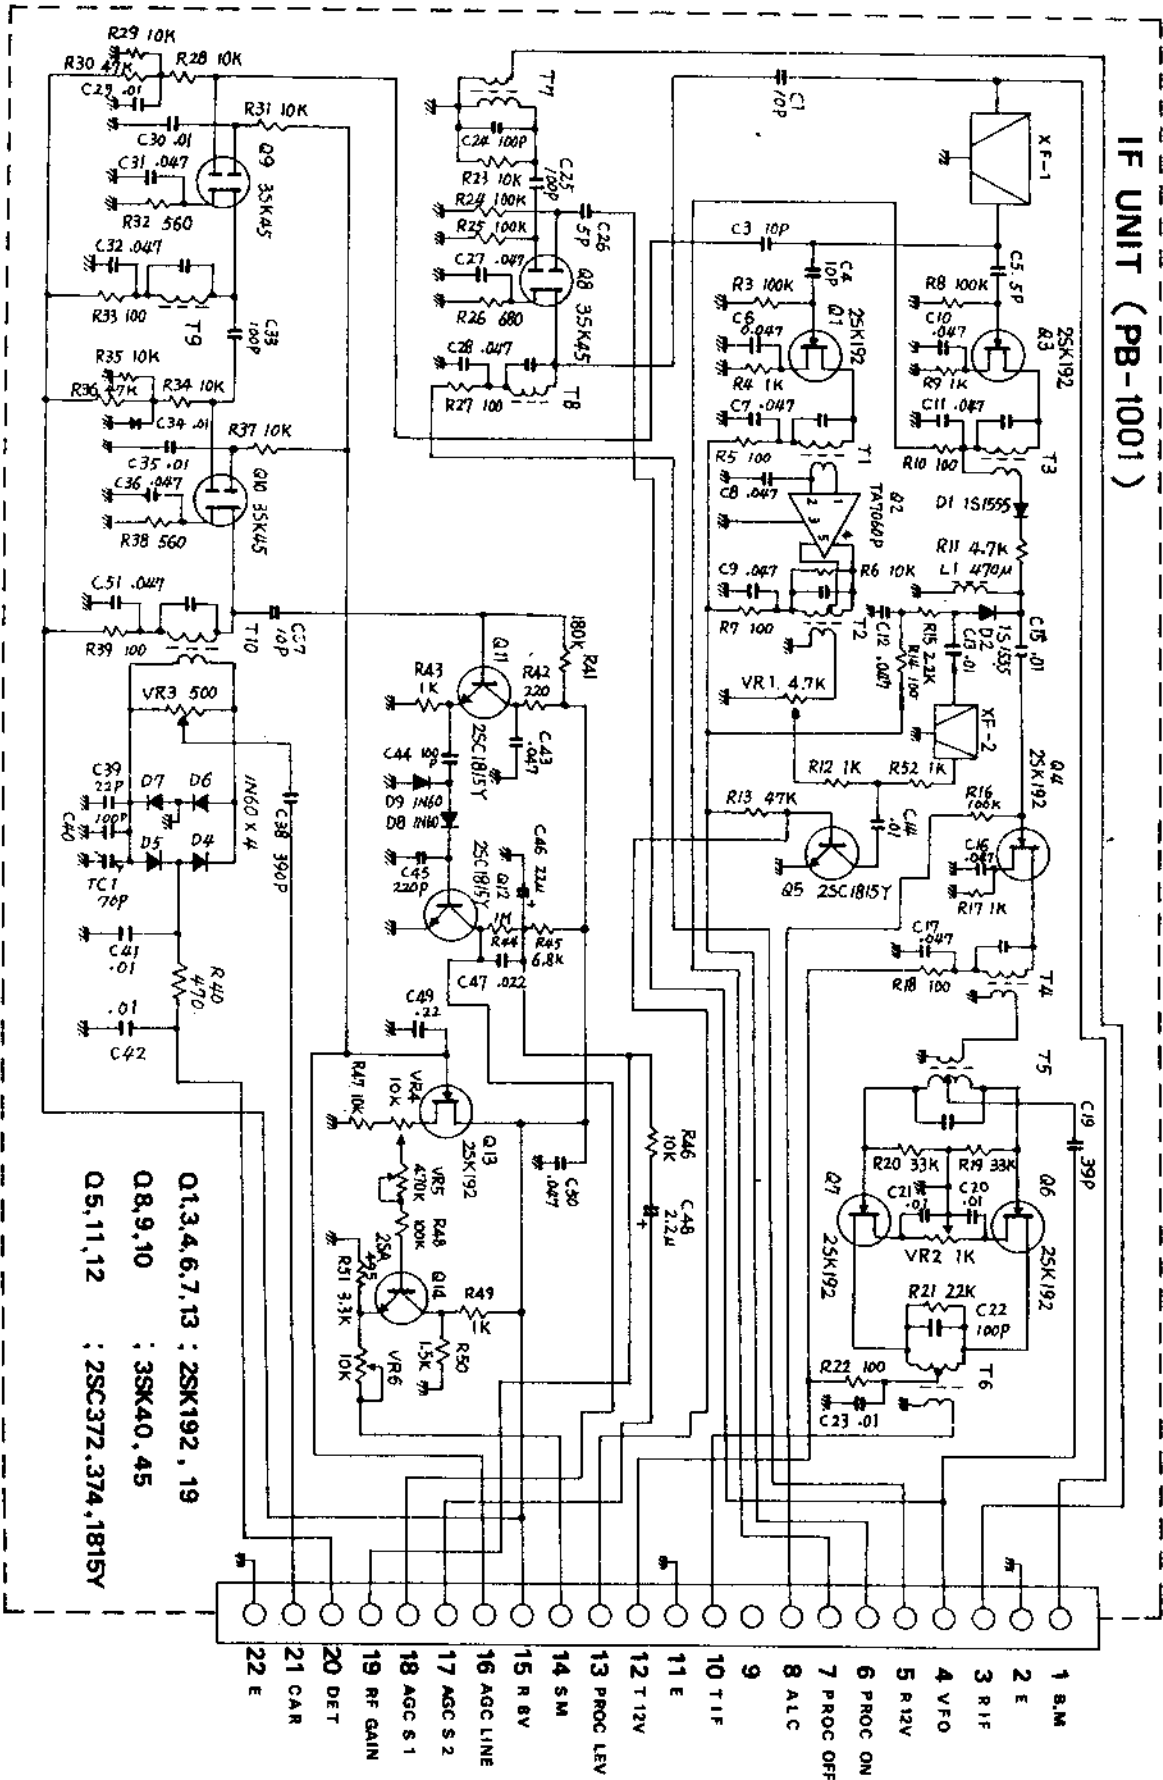 IF UNIT (PB-1001)
XF-1
C1 10P
C5 .5P
R8 100K
C10 .047
R9 1K
2SK192
Q3
C11 .047
R10 100
T3
D1 1S1555
R11 4.7K
L1 470μ
C15 .01
D2
1S1555
C13 .01
R15 2.2K
R14 100
C12 .047
XF-2
Q4
2SK192
R16 100K
C16 .047
R17 1K
C17 .047
R18 100
T4
T5
C19 39P
R20 33K
R19 33K
Q7
2SK192
Q6
2SK192
C21 .01
C20 .01
VR2 1K
R21 22K
C22 100P
R22 100
C23 .01
T6
C3 10P
C4 10P
R3 100K
Q1
2SK192
C6 0.047
R4 1K
C7 .047
R5 100
T1
C8 .047
Q2
TA7060P
1
2
3
5
R6 10K
C9 .047
R7 100
T2
VR1 4.7K
R12 1K
R52 1K
R13 47K
C14 .01
Q5 2SC1815Y
T7
C24 100P
R23 10K
C25 100P
R24 100K
R25 100K
C26 5P
C27 .047
R26 680
Q8 3SK45
C28 .047
R27 100
T8
R29 10K
R30 47K
R28 10K
C29 .01
R31 10K
C30 .01
C31 .047
R32 560
Q9 3SK45
C32 .047
R33 100
T9
C33 100P
R35 10K
R36 47K
R34 10K
C34 .01
R37 10K
C35 .01
C36 .047
R38 560
Q10 3SK45
C51 .047
R39 100
T10
C37 10P
VR3 500
C39 22P
C40 100P
TC1 70P
D7
D6
D5
D4
1N60 X 4
C38 390P
C41 .01
R40 470
.01
C42
Q11
2SC1815Y
R41 180K
R42 220
R43 1K
C43 .047
C44 100P
D9 1N60
D8 1N60
C45 220P
2SC1815Y
Q12
C46 22μ
+
1M
R44
R45 6.8K
C47 .022
C49 .22
VR4 10K
R47 10K
Q13
2SK192
C50 .047
VR5 470K
R48 100K
2SA 495
Q14
R49 1K
R50 1.5K
R51 3.3K
VR6 10K
R46 10K
C48 2.2μ
+
Q1,3,4,6,7,13 : 2SK192, 19
Q8,9,10 : 3SK40, 45
Q5,11,12 : 2SC372,374,1815Y
1 B.M
2 E
3 R IF
4 VFO
5 R 12V
6 PROC ON
7 PROC OFF
8 ALC
9
10 T IF
11 E
12 T 12V
13 PROC LEV
14 SM
15 R 8V
16 AGC LINE
17 AGC S 2
18 AGC S 1
19 RF GAIN
20 DET
21 CAR
22 E